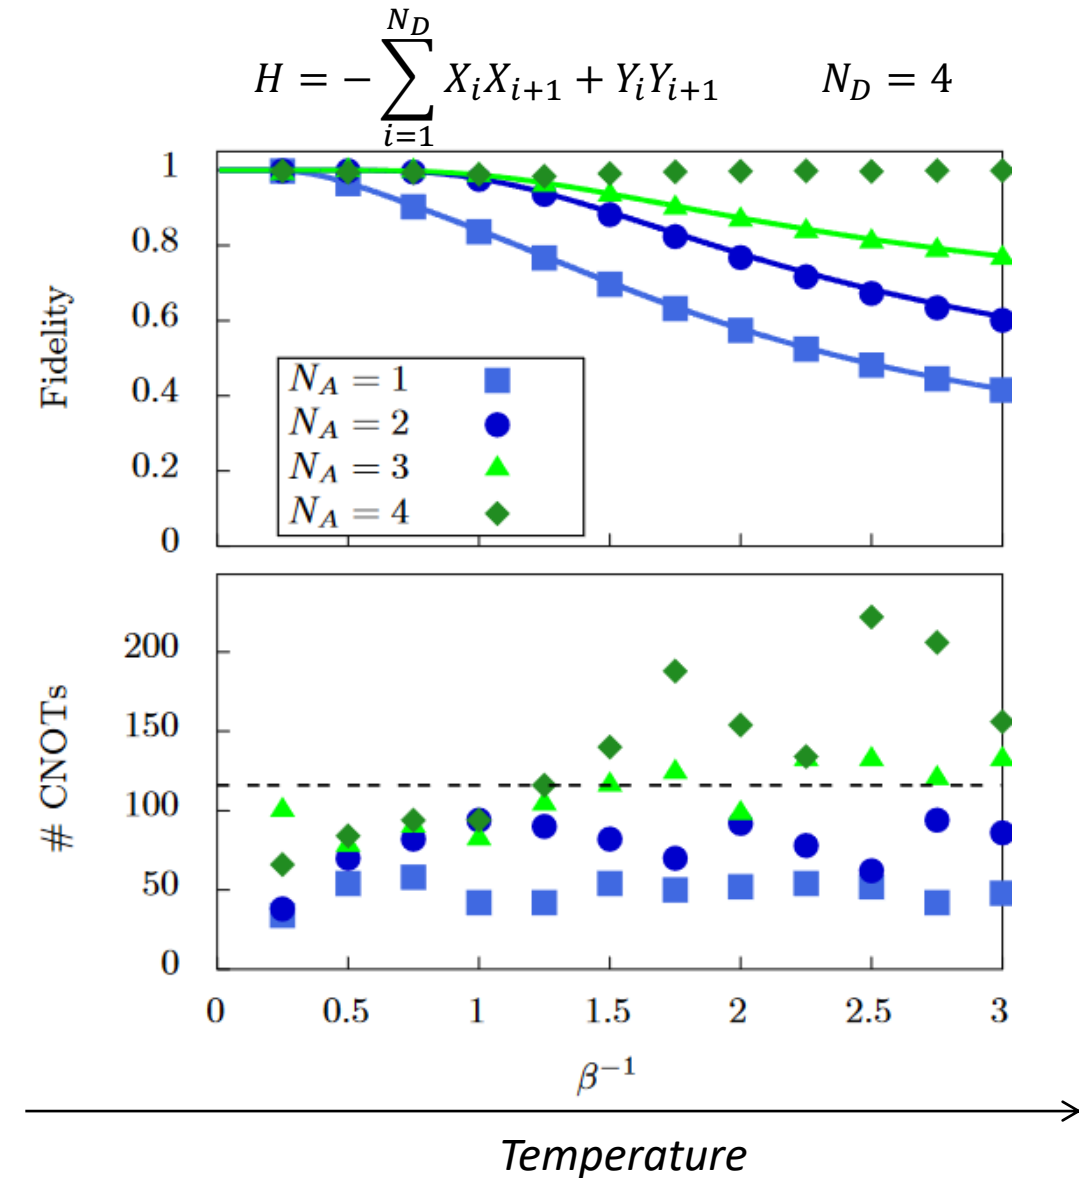 H = − ∑_{i=1}^{N_D} X_i X_{i+1} + Y_i Y_{i+1}    N_D = 4
1
0.8
0.6
0.4
0.2
0
Fidelity
N_A = 1
N_A = 2
N_A = 3
N_A = 4
200
150
100
50
0
# CNOTs
0 0.5 1 1.5 2 2.5 3
β^{−1}
Temperature